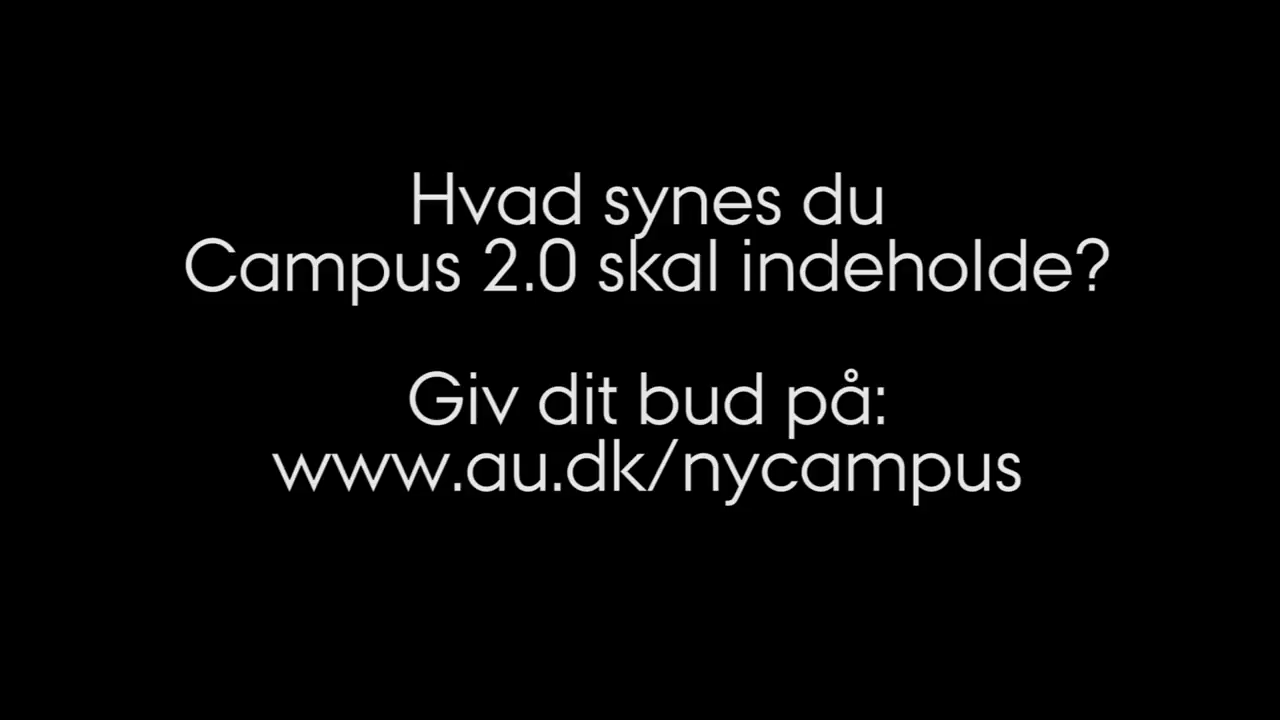 Hvad synes du
Campus 2.0 skal indeholde?
Giv dit bud på:
www.au.dk/nycampus